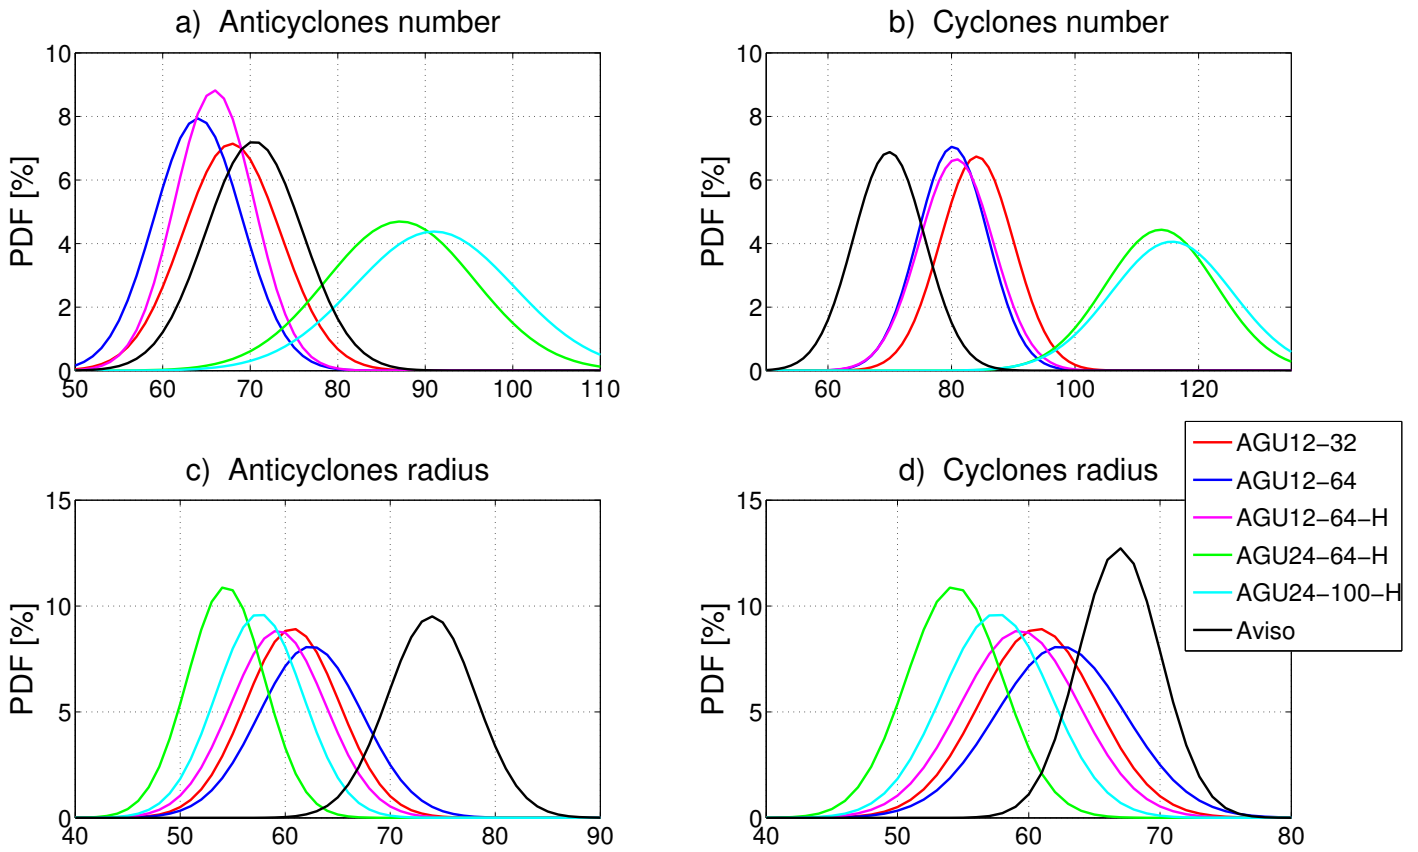 a)  Anticyclones number
b)  Cyclones number
10
8
6
4
2
0
PDF [%]
50 60 70 80 90 100 110
10
8
6
4
2
0
PDF [%]
60 80 100 120
c)  Anticyclones radius
d)  Cyclones radius
15
10
5
0
PDF [%]
40 50 60 70 80 90
15
10
5
0
PDF [%]
40 50 60 70 80
AGU12−32
AGU12−64
AGU12−64−H
AGU24−64−H
AGU24−100−H
Aviso